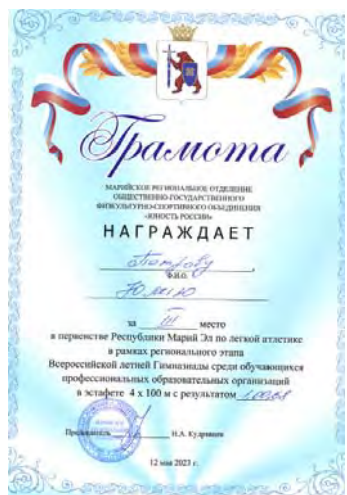 Грамота
МАРИЙСКОЕ РЕГИОНАЛЬНОЕ ОТДЕЛЕНИЕ
ОБЩЕСТВЕННО-ГОСУДАРСТВЕННОГО
ФИЗКУЛЬТУРНО-СПОРТИВНОГО ОБЪЕДИНЕНИЯ
«ЮНОСТЬ РОССИИ»
НАГРАЖДАЕТ
Ф.И.О.
Юлию
за III место
в первенстве Республики Марий Эл по легкой атлетике
в рамках регионального этапа
Всероссийской летней Гимназиады среди обучающихся
профессиональных образовательных организаций
в эстафете 4 х 100 м с результатом
Председатель Н.А. Кудрявцев
12 мая 2023 г.